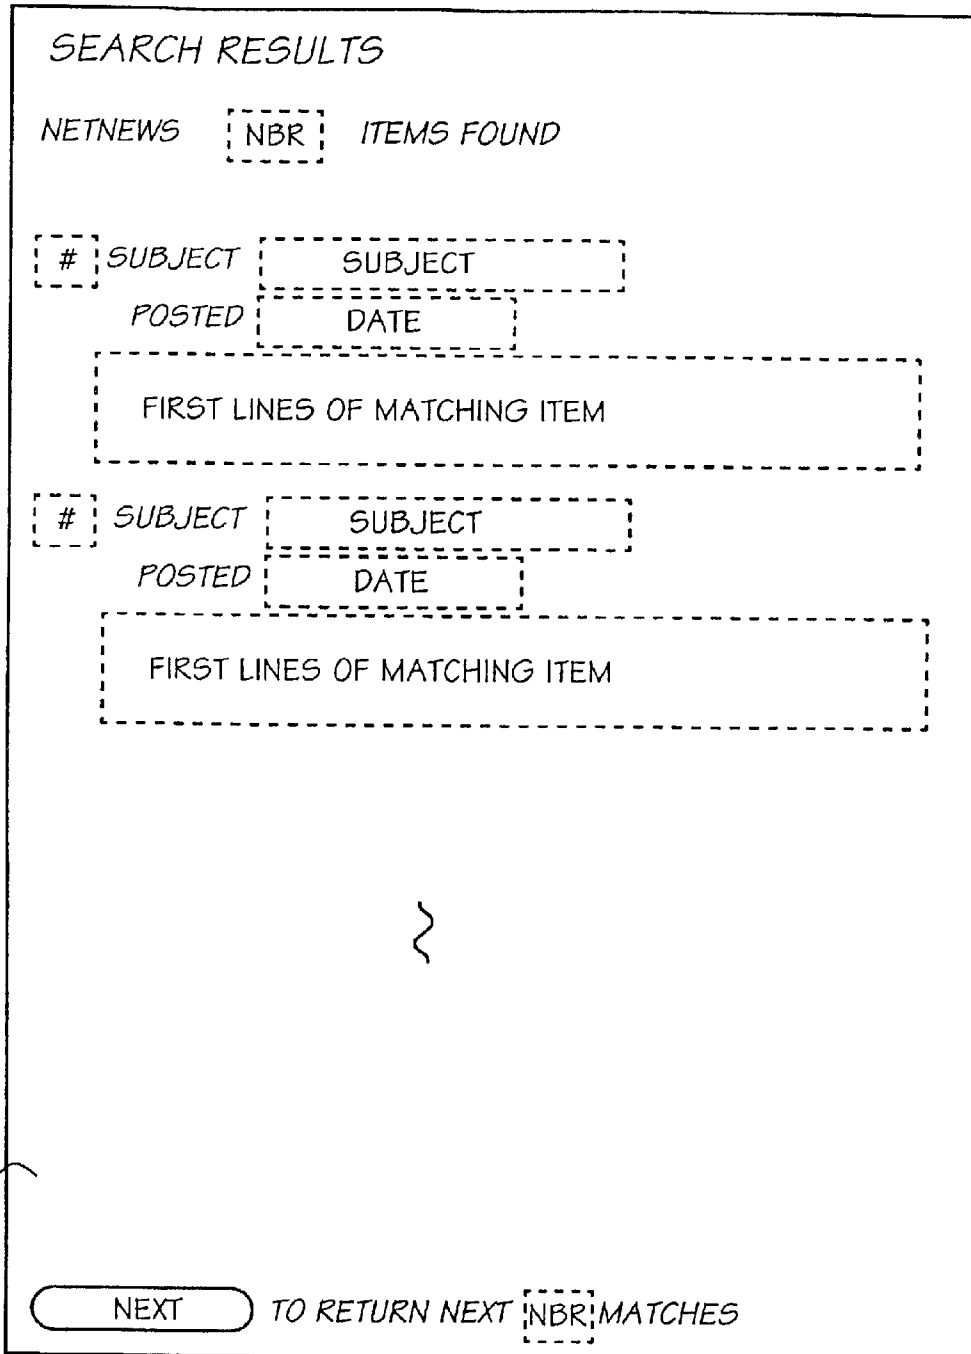 SEARCH RESULTS
NETNEWS NBR ITEMS FOUND
# SUBJECT SUBJECT
POSTED DATE
FIRST LINES OF MATCHING ITEM
# SUBJECT SUBJECT
POSTED DATE
FIRST LINES OF MATCHING ITEM
NEXT TO RETURN NEXT NBR MATCHES